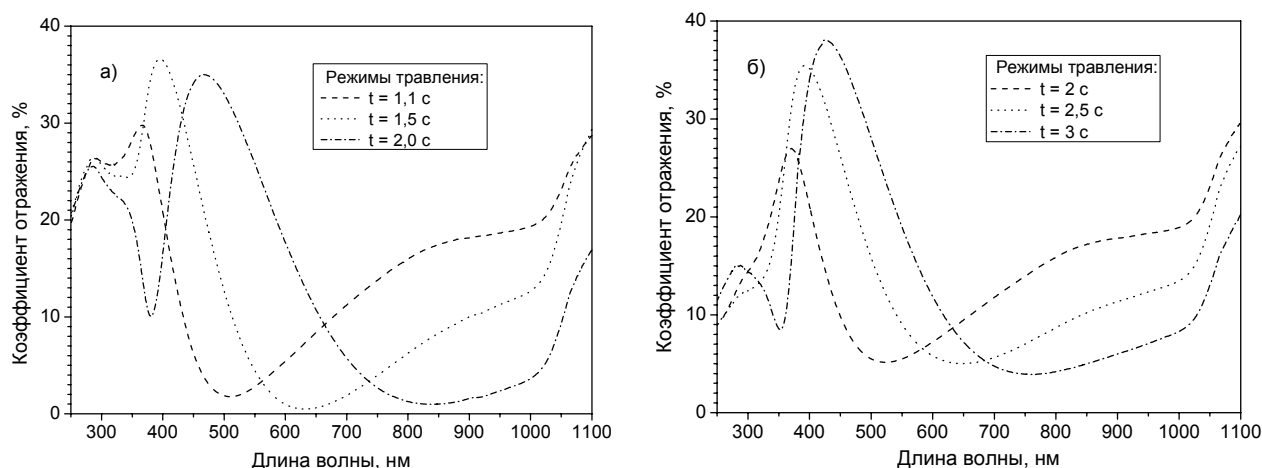 а)
Режимы травления:
t = 1,1 с
t = 1,5 с
t = 2,0 с
Коэффициент отражения, %
40
30
20
10
0
300 400 500 600 700 800 900 1000 1100
Длина волны, нм
б)
Режимы травления:
t = 2 с
t = 2,5 с
t = 3 с
Коэффициент отражения, %
40
30
20
10
0
300 400 500 600 700 800 900 1000 1100
Длина волны, нм